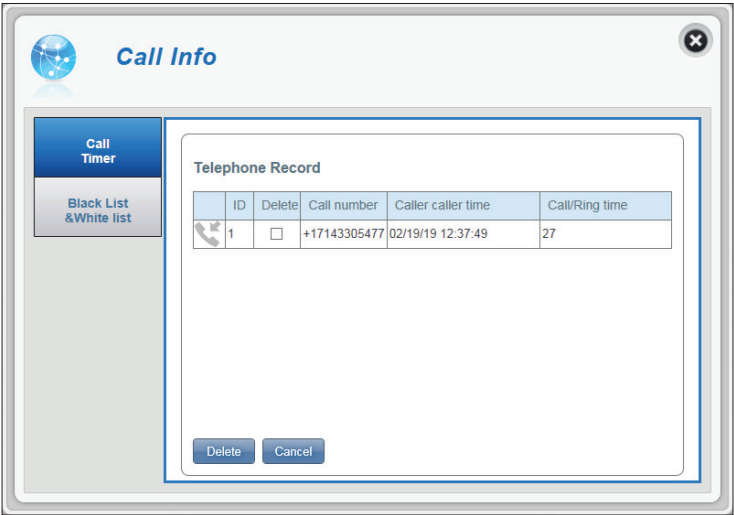 Call Info
Call
Timer
Black List
&White list
Telephone Record
ID Delete Call number Caller caller time Call/Ring time
1 +17143305477 02/19/19 12:37:49 27
Delete Cancel